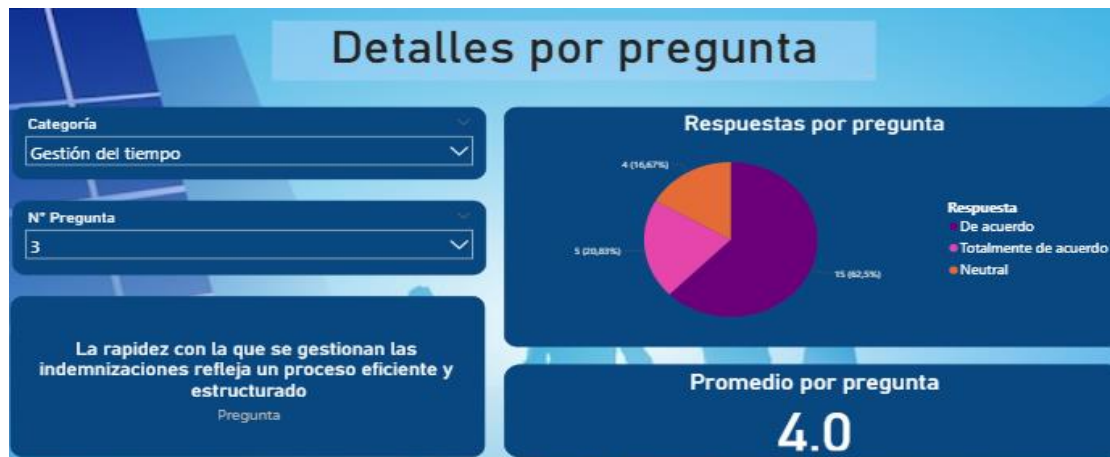 Detalles por pregunta
Categoría
Gestión del tiempo
N° Pregunta
3
La rapidez con la que se gestionan las
indemnizaciones refleja un proceso eficiente y
estructurado
Pregunta
Respuestas por pregunta
4 (16,67%)
5 (20,83%)
15 (62,5%)
Respuesta
De acuerdo
Totalmente de acuerdo
Neutral
Promedio por pregunta
4.0